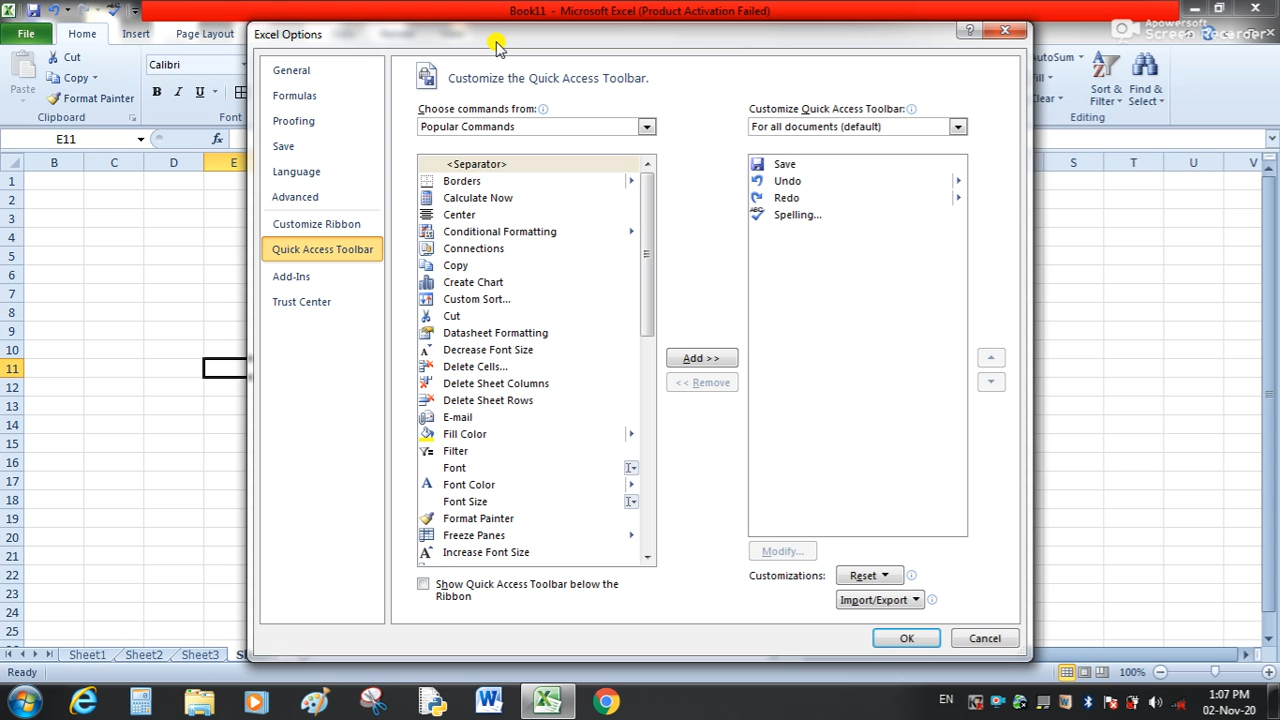 Book11 - Microsoft Excel (Product Activation Failed)
File
Home
Insert
Page Layout
Apowersoft
Screen Recorder
Excel Options
Paste
Cut
Copy
Format Painter
Clipboard
Calibri
B I U
AutoSum
Fill
Clear
Sort & Filter
Find & Select
Editing
E11
fx
B C D E
S T U V
1
2
3
4
5
6
7
8
9
10
11
12
13
14
15
16
17
18
19
20
21
22
23
24
25
General
Formulas
Proofing
Save
Language
Advanced
Customize Ribbon
Quick Access Toolbar
Add-Ins
Trust Center
Customize the Quick Access Toolbar.
Choose commands from:
Popular Commands
<Separator>
Borders
Calculate Now
Center
Conditional Formatting
Connections
Copy
Create Chart
Custom Sort...
Cut
Datasheet Formatting
Decrease Font Size
Delete Cells...
Delete Sheet Columns
Delete Sheet Rows
E-mail
Fill Color
Filter
Font
Font Color
Font Size
Format Painter
Freeze Panes
Increase Font Size
Show Quick Access Toolbar below the
Ribbon
Add >>
<< Remove
Customize Quick Access Toolbar:
For all documents (default)
Save
Undo
Redo
Spelling...
Modify...
Customizations:
Reset
Import/Export
OK
Cancel
Sheet1
Sheet2
Sheet3
Ready
100%
EN
1:07 PM
02-Nov-20